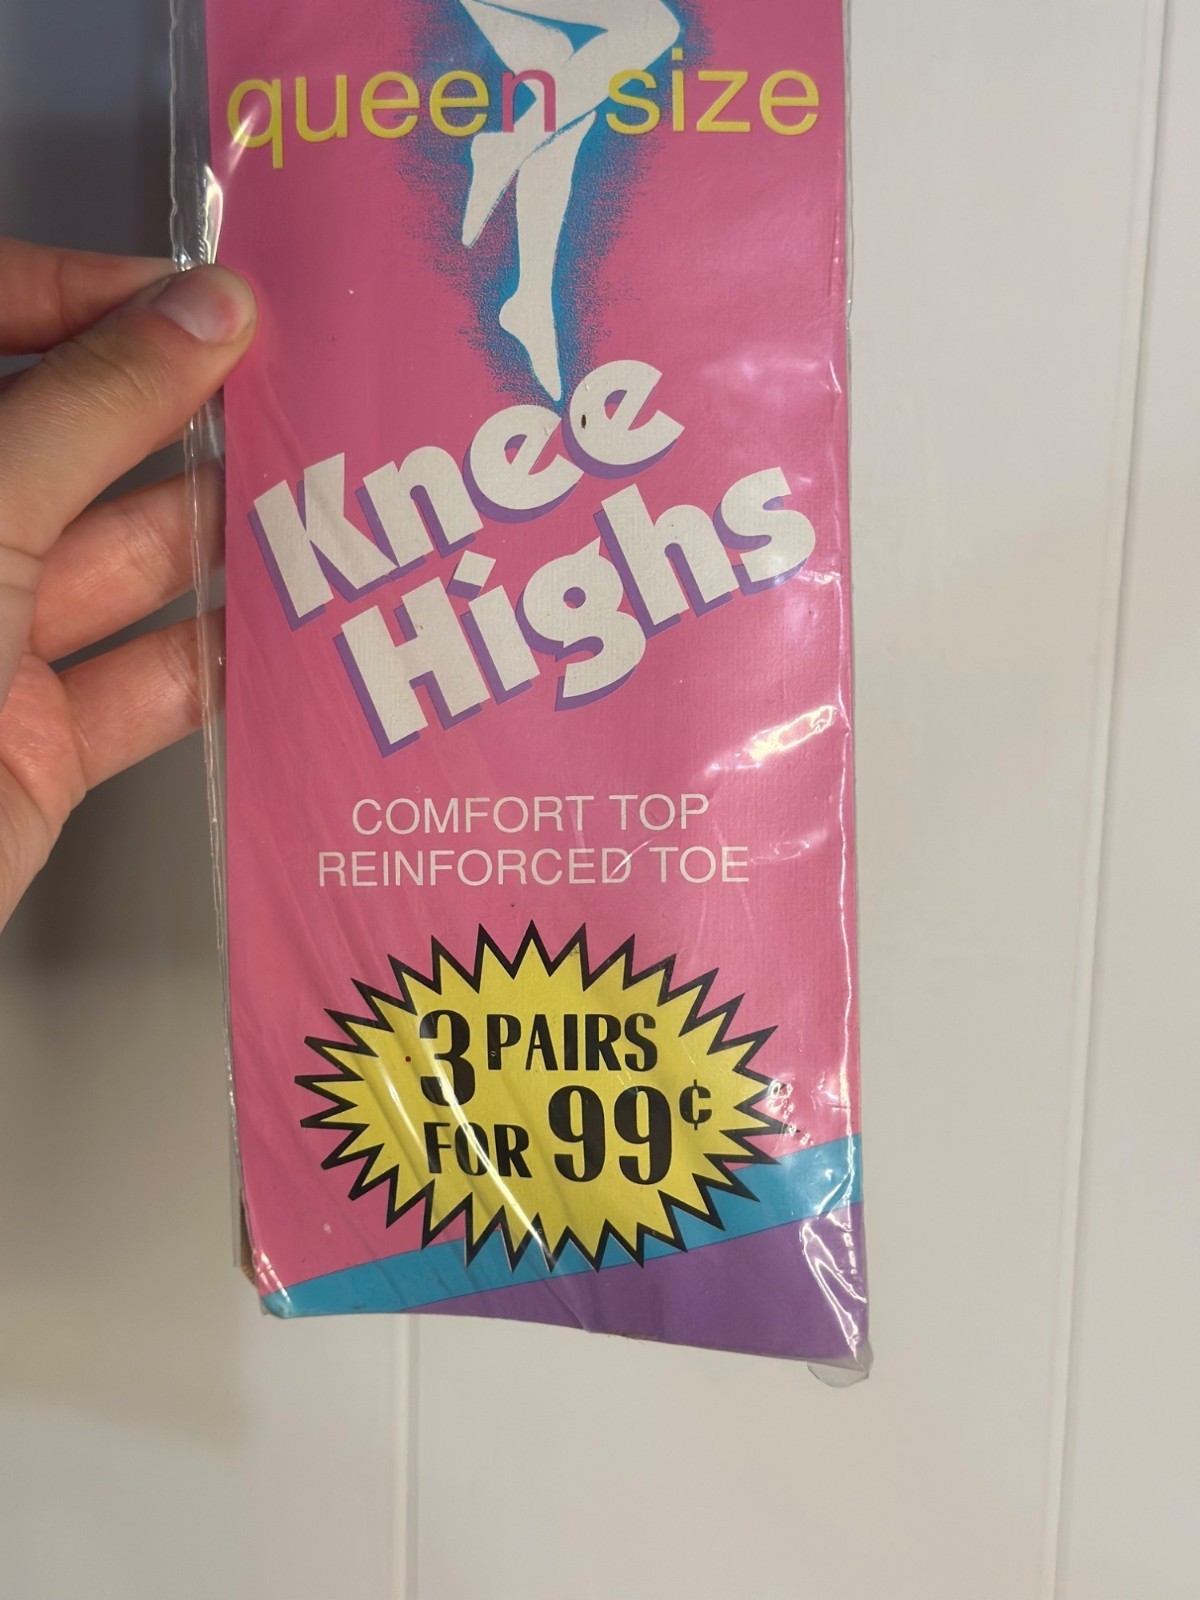 queen size
Knee
Highs
COMFORT TOP
REINFORCED TOE
3 PAIRS
FOR 99¢